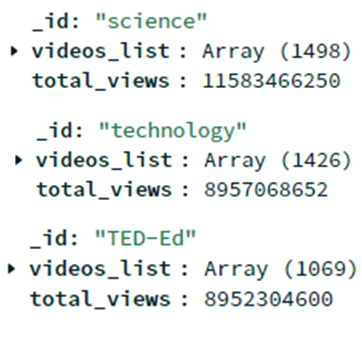 _id: "science"
videos_list : Array (1498)
total_views : 11583466250
_id: "technology"
videos_list : Array (1426)
total_views : 8957068652
_id: "TED-Ed"
videos_list : Array (1069)
total_views : 8952304600